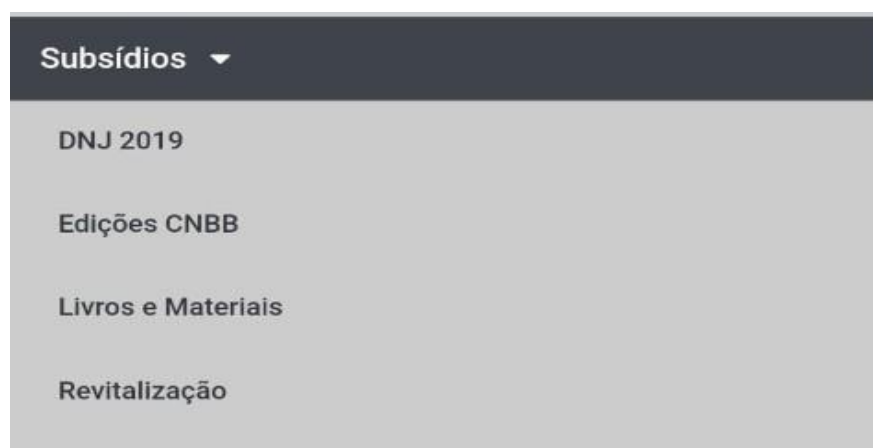 Subsídios
DNJ 2019
Edições CNBB
Livros e Materiais
Revitalização